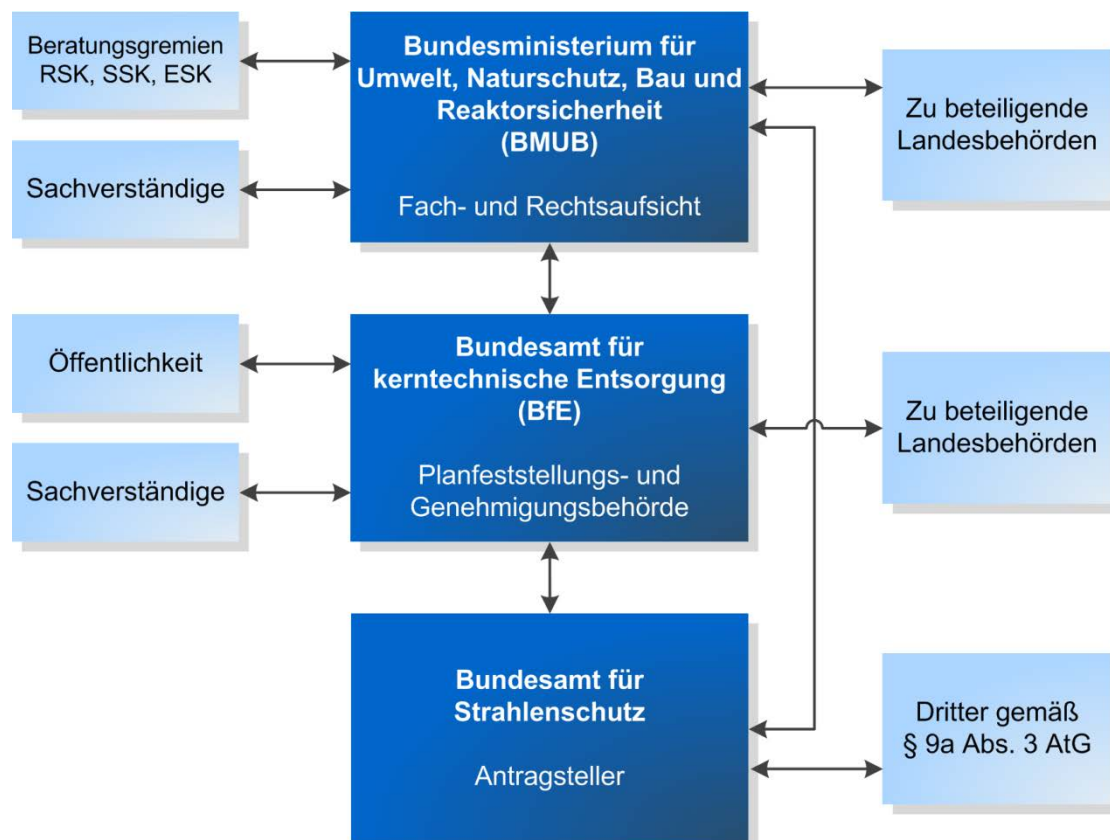 Beratungsgremien
RSK, SSK, ESK
Sachverständige
Bundesministerium für
Umwelt, Naturschutz, Bau und
Reaktorsicherheit
(BMUB)
Fach- und Rechtsaufsicht
Zu beteiligende
Landesbehörden
Öffentlichkeit
Sachverständige
Bundesamt für
kerntechnische Entsorgung
(BfE)
Planfeststellungs- und
Genehmigungsbehörde
Zu beteiligende
Landesbehörden
Bundesamt für
Strahlenschutz
Antragsteller
Dritter gemäß
§ 9a Abs. 3 AtG